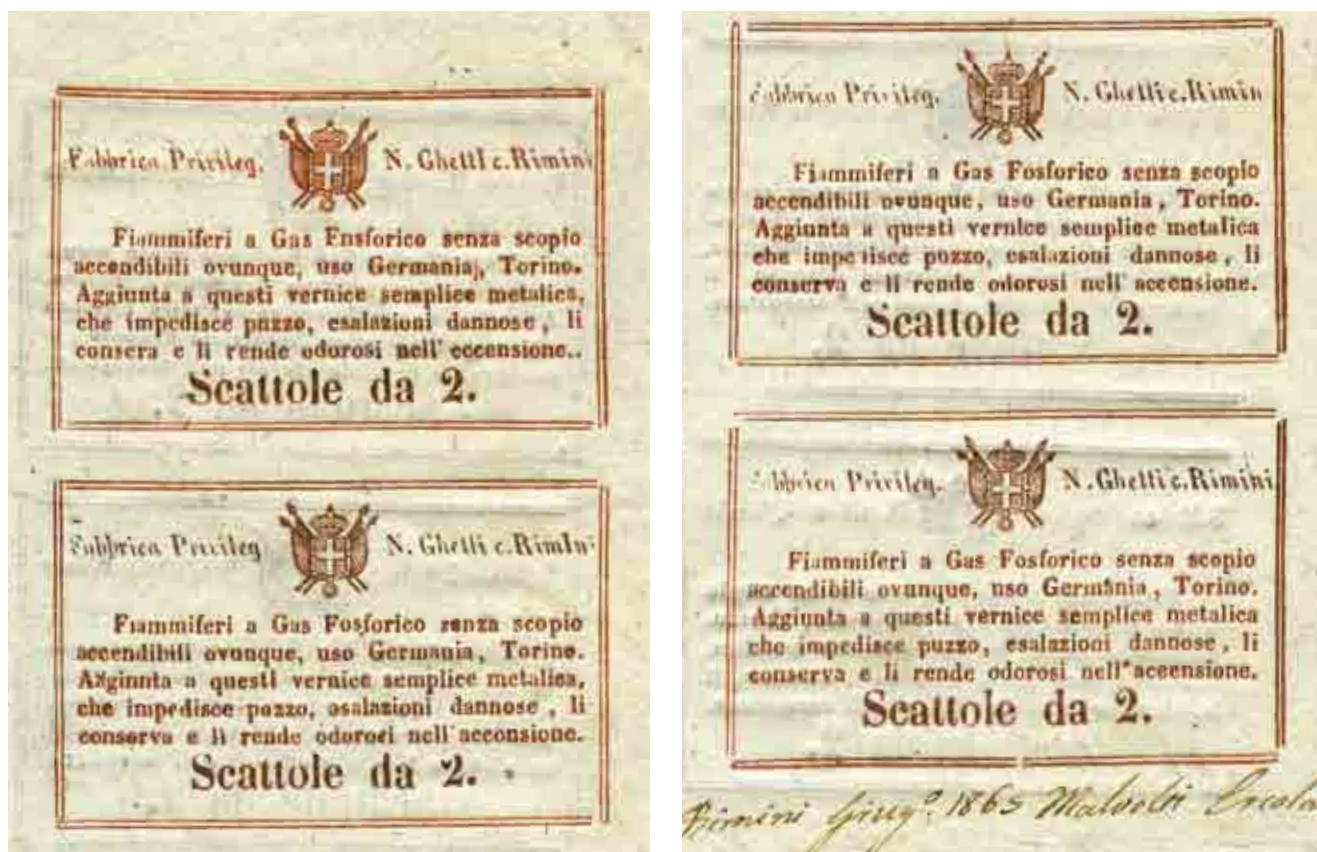 Fabbrica Privileg. N. Ghetti c. Rimini
Fiammiferi a Gas Fnsforico senza scopio
accendibili ovunque, uso Germania, Torino.
Aggiunta a questi vernice semplice metalica,
che impedisce puzzo, esalazioni dannose, li
consera e li rende odorosi nell' eccensione..
Scattole da 2.
Fabbrica Privileg N. Ghetti c. Rimini
Fiammiferi a Gas Fosforico senza scopio
accendibili ovunque, uso Germania, Torino.
Aggiunta a questi vernice semplice metalica,
che impedisce puzzo, esalazioni dannose, li
conserva e li rende odorosi nell' accensione.
Scattole da 2.
Fabbrica Privileg. N. Ghetti c. Rimin
Fiammiferi a Gas Fosforico senza scopio
accendibili ovunque, uso Germania, Torino.
Aggiunta a questi vernice semplice metalica
che impedisce puzzo, esalazioni dannose, li
conserva e li rende odorosi nell' accensione.
Scattole da 2.
Fabbrica Privileg. N. Ghetti c. Rimini
Fiammiferi a Gas Fosforico senza scopio
accendibili ovunque, uso Germania, Torino.
Aggiunta a questi vernice semplice metalica
che impedisce puzzo, esalazioni dannose, li
conserva e li rende odorosi nell' accensione.
Scattole da 2.
Rimini Giugº 1865